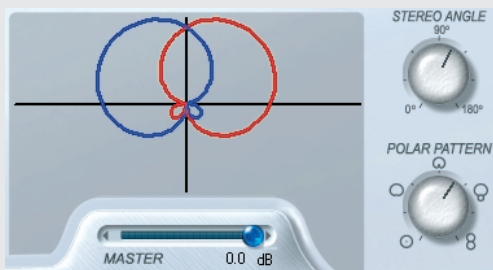 STEREO ANGLE
90°
0°
180°
POLAR PATTERN
MASTER
0.0 dB